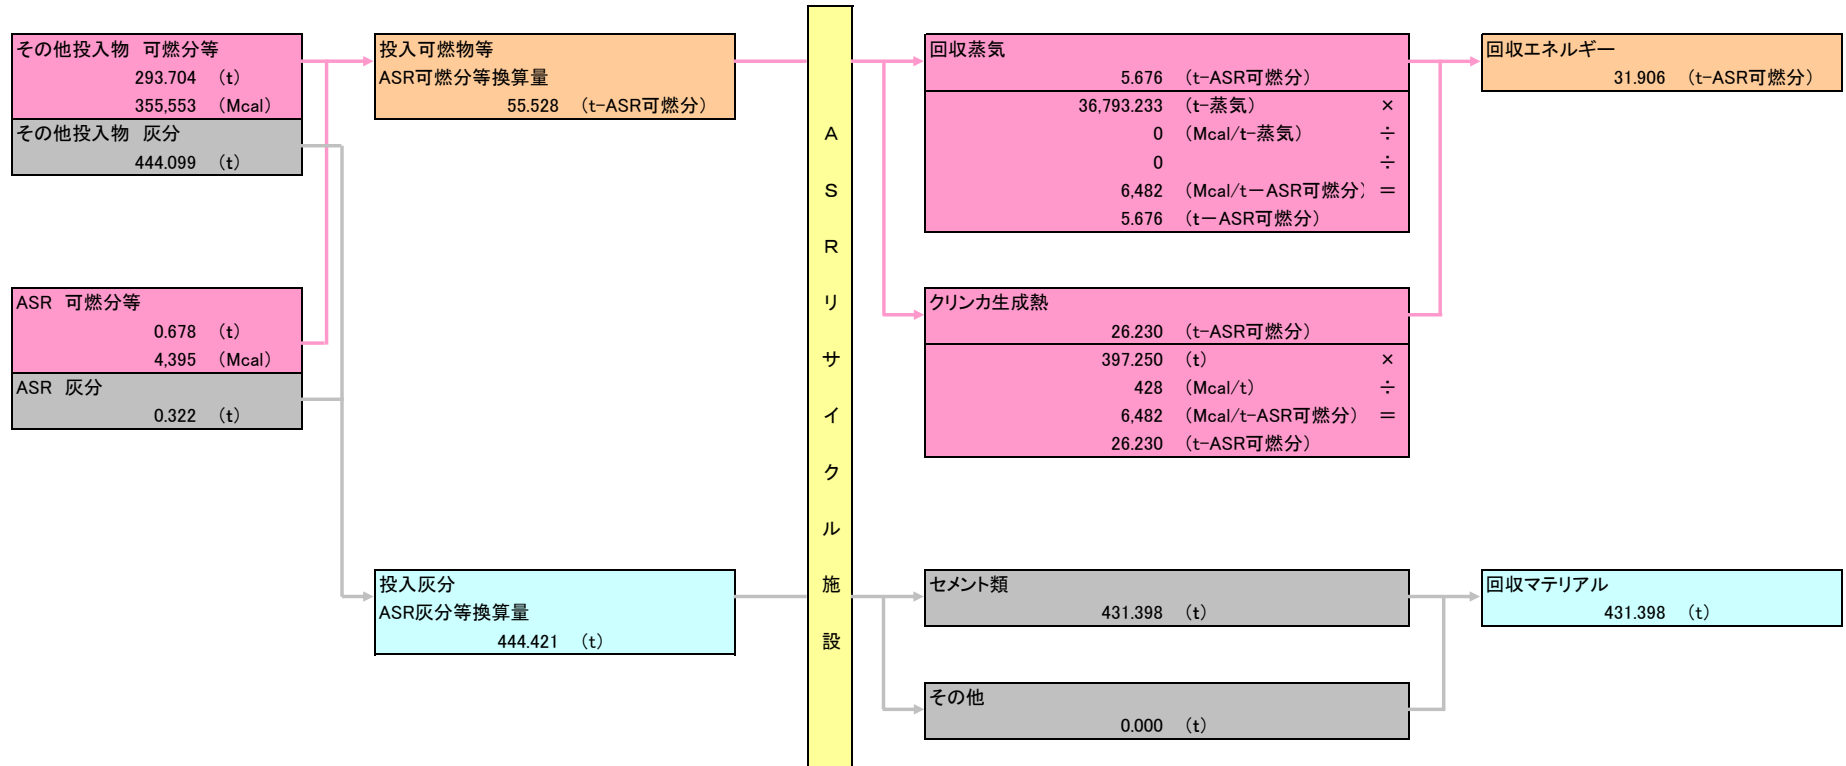 その他投入物 可燃分等
293.704 (t)
355,553 (Mcal)
その他投入物 灰分
444.099 (t)
ASR 可燃分等
0.678 (t)
4,395 (Mcal)
ASR 灰分
0.322 (t)
投入可燃物等
ASR可燃分等換算量
55.528 (t-ASR可燃分)
投入灰分
ASR灰分等換算量
444.421 (t)
ASRリサイクル施設
回収蒸気
5.676 (t-ASR可燃分)
36,793.233 (t-蒸気) ×
0 (Mcal/t-蒸気) ÷
0 ÷
6,482 (Mcal/t-ASR可燃分) =
5.676 (t-ASR可燃分)
クリンカ生成熱
26.230 (t-ASR可燃分)
397.250 (t) ×
428 (Mcal/t) ÷
6,482 (Mcal/t-ASR可燃分) =
26.230 (t-ASR可燃分)
セメント類
431.398 (t)
その他
0.000 (t)
回収エネルギー
31.906 (t-ASR可燃分)
回収マテリアル
431.398 (t)